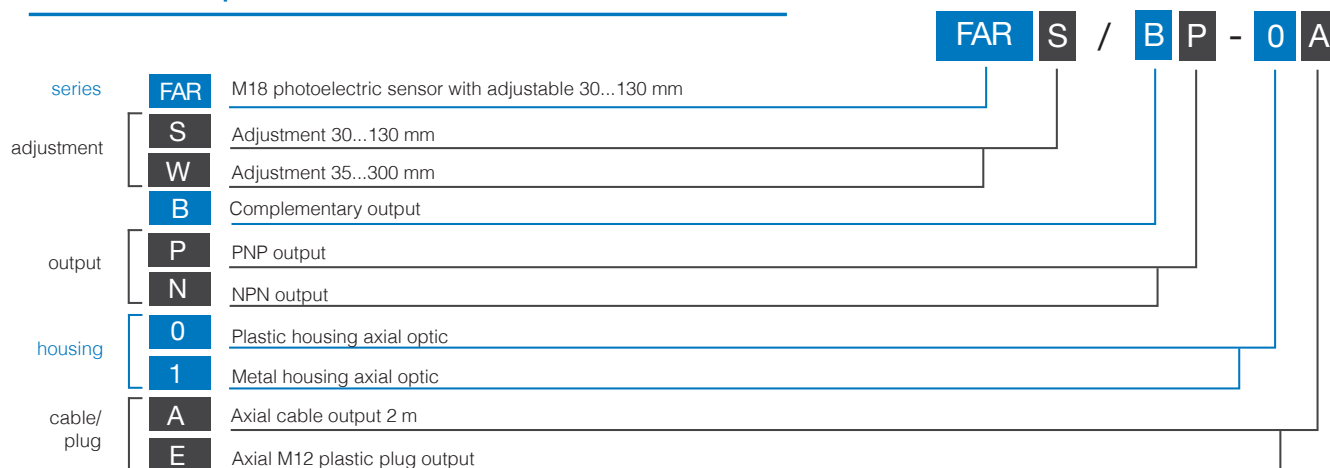 FAR S / B P - 0 A
series FAR M18 photoelectric sensor with adjustable 30...130 mm
adjustment
S Adjustment 30...130 mm
W Adjustment 35...300 mm
B Complementary output
output
P PNP output
N NPN output
housing
0 Plastic housing axial optic
1 Metal housing axial optic
cable/
plug
A Axial cable output 2 m
E Axial M12 plastic plug output